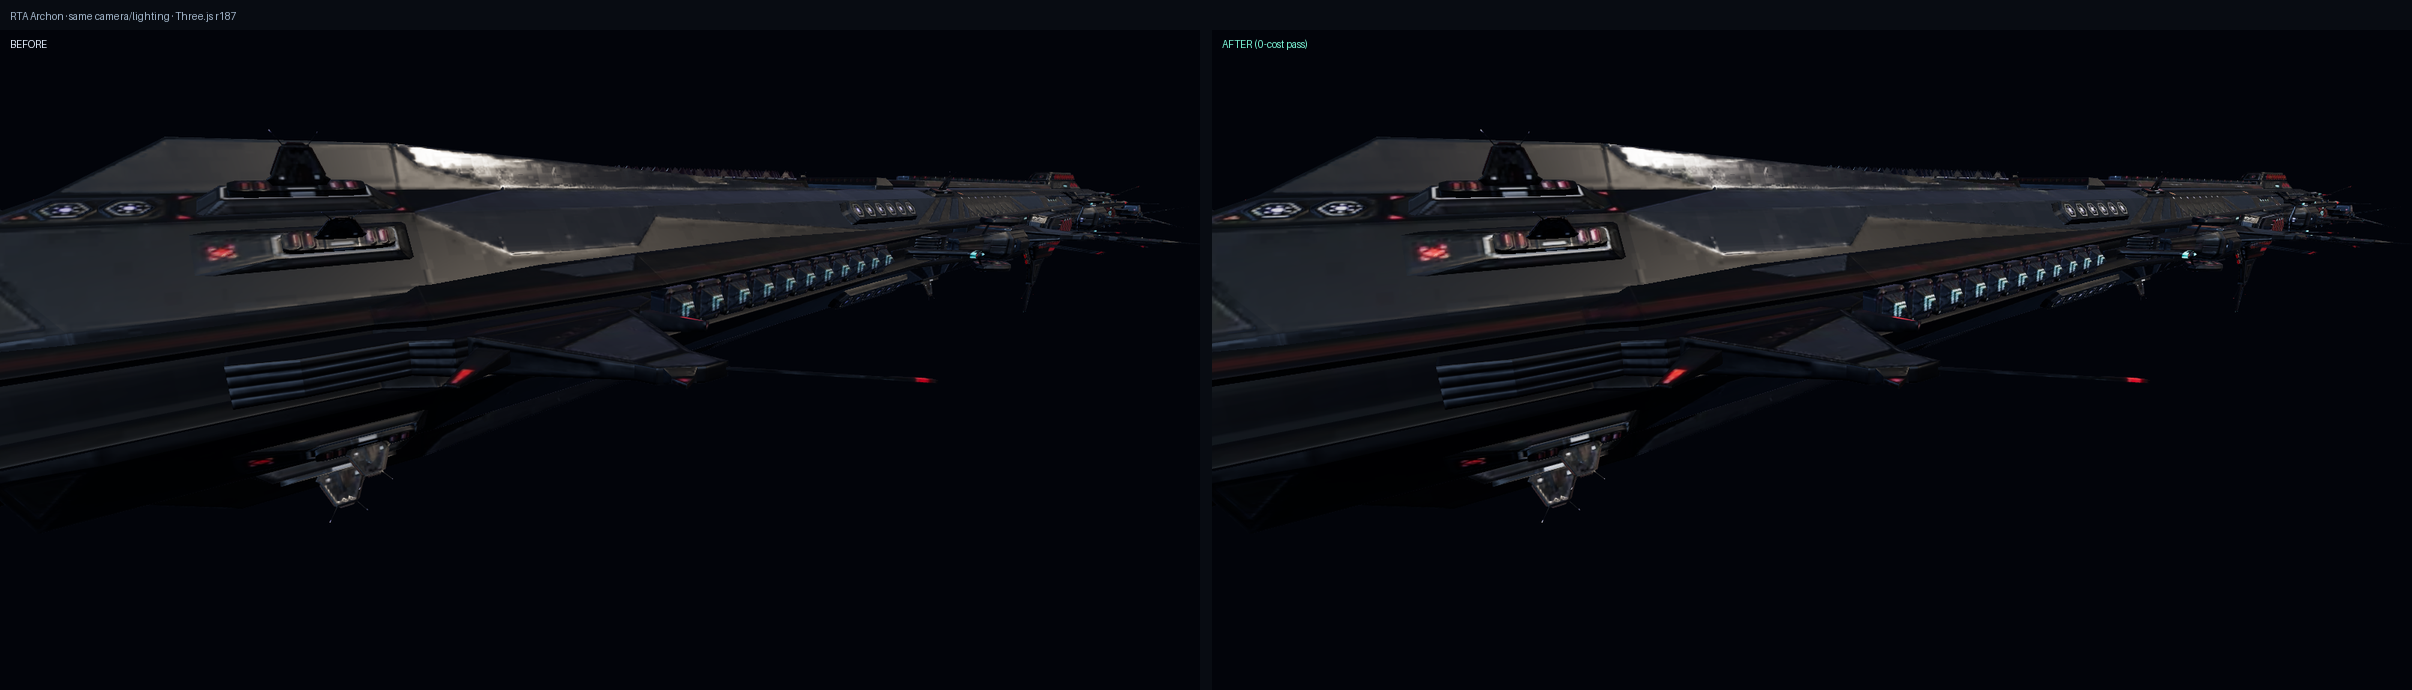 RTA Archon · same camera/lighting · Three.js r187
BEFORE
AFTER (0-cost pass)